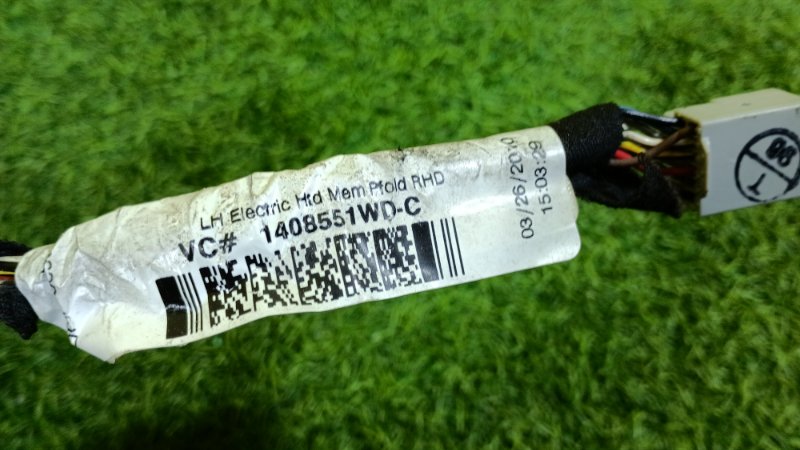 LH Electric Htd Mem Pfold RHD
VC# 1408551WD-C
03/26/2010
15:03:29